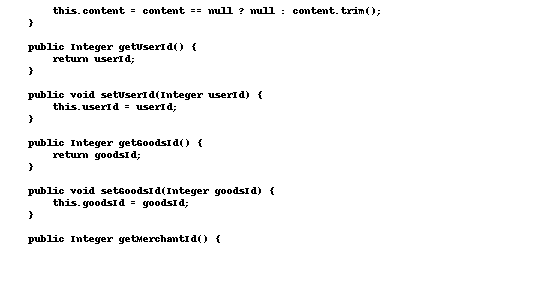 this.content = content == null ? null : content.trim();
    }

    public Integer getUserId() {
        return userId;
    }

    public void setUserId(Integer userId) {
        this.userId = userId;
    }

    public Integer getGoodsId() {
        return goodsId;
    }

    public void setGoodsId(Integer goodsId) {
        this.goodsId = goodsId;
    }

    public Integer getMerchantId() {